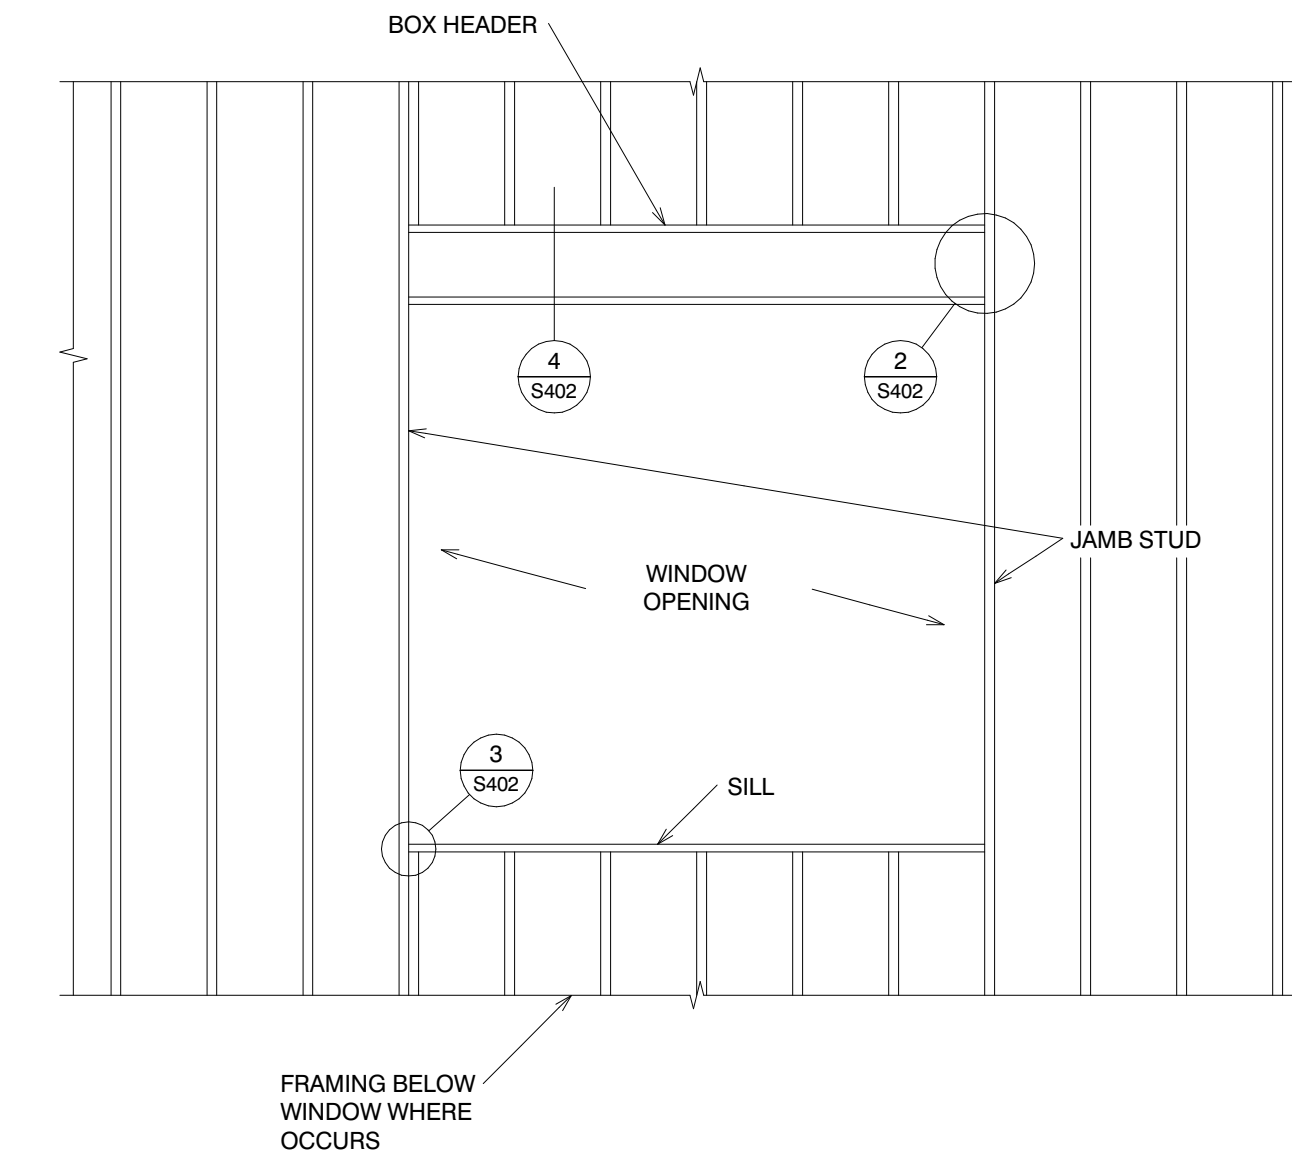 BOX HEADER
4
S402
2
S402
JAMB STUD
WINDOW
OPENING
3
S402
SILL
FRAMING BELOW
WINDOW WHERE
OCCURS